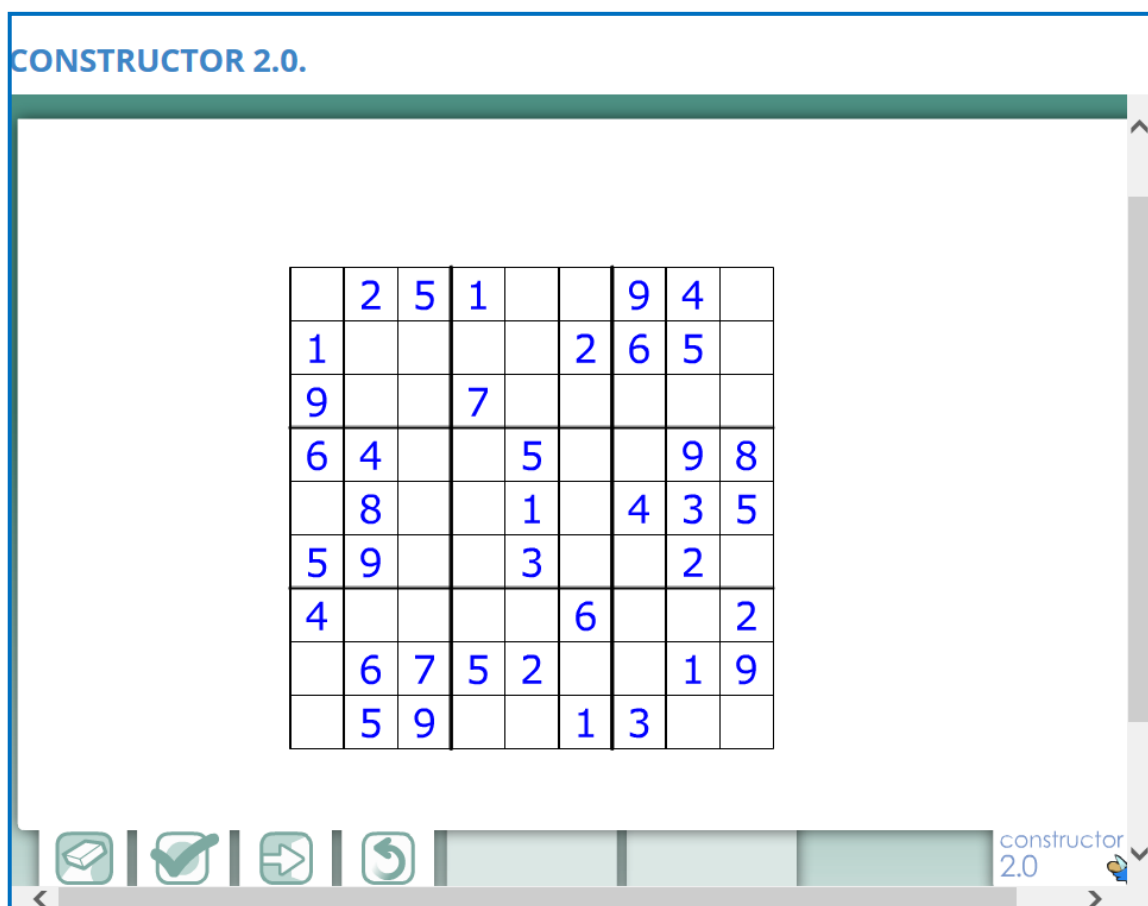 CONSTRUCTOR 2.0.
2 5 1 9 4
1 2 6 5
9 7
6 4 5 9 8
8 1 4 3 5
5 9 3 2
4 6 2
6 7 5 2 1 9
5 9 1 3
constructor
2.0